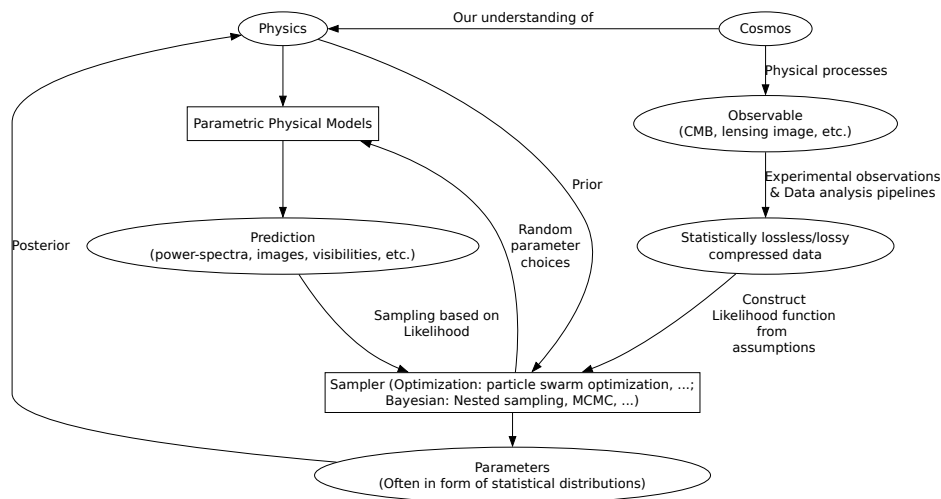 Our understanding of
Physics
Cosmos
Physical processes
Parametric Physical Models
Observable
(CMB, lensing image, etc.)
Experimental observations
& Data analysis pipelines
Prior
Posterior
Prediction
(power-spectra, images, visibilities, etc.)
Random
parameter
choices
Statistically lossless/lossy
compressed data
Sampling based on
Likelihood
Construct
Likelihood function
from
assumptions
Sampler (Optimization: particle swarm optimization, ...;
Bayesian: Nested sampling, MCMC, ...)
Parameters
(Often in form of statistical distributions)